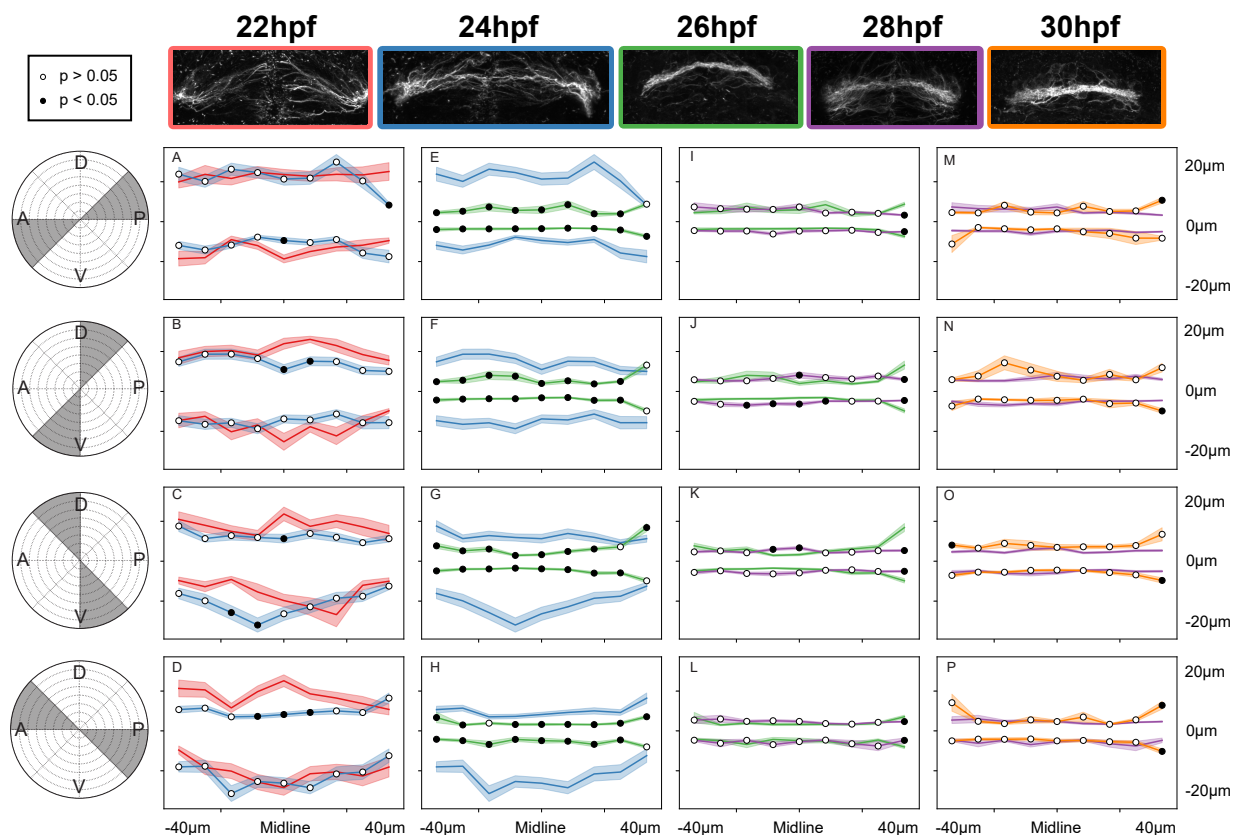 22hpf 24hpf 26hpf 28hpf 30hpf
p > 0.05
p < 0.05
D A P V
A E I M
20µm
0µm
-20µm
D A P V
B F J N
20µm
0µm
-20µm
D A P V
C G K O
20µm
0µm
-20µm
D A P V
D H L P
20µm
0µm
-20µm
-40µm Midline 40µm -40µm Midline 40µm -40µm Midline 40µm -40µm Midline 40µm